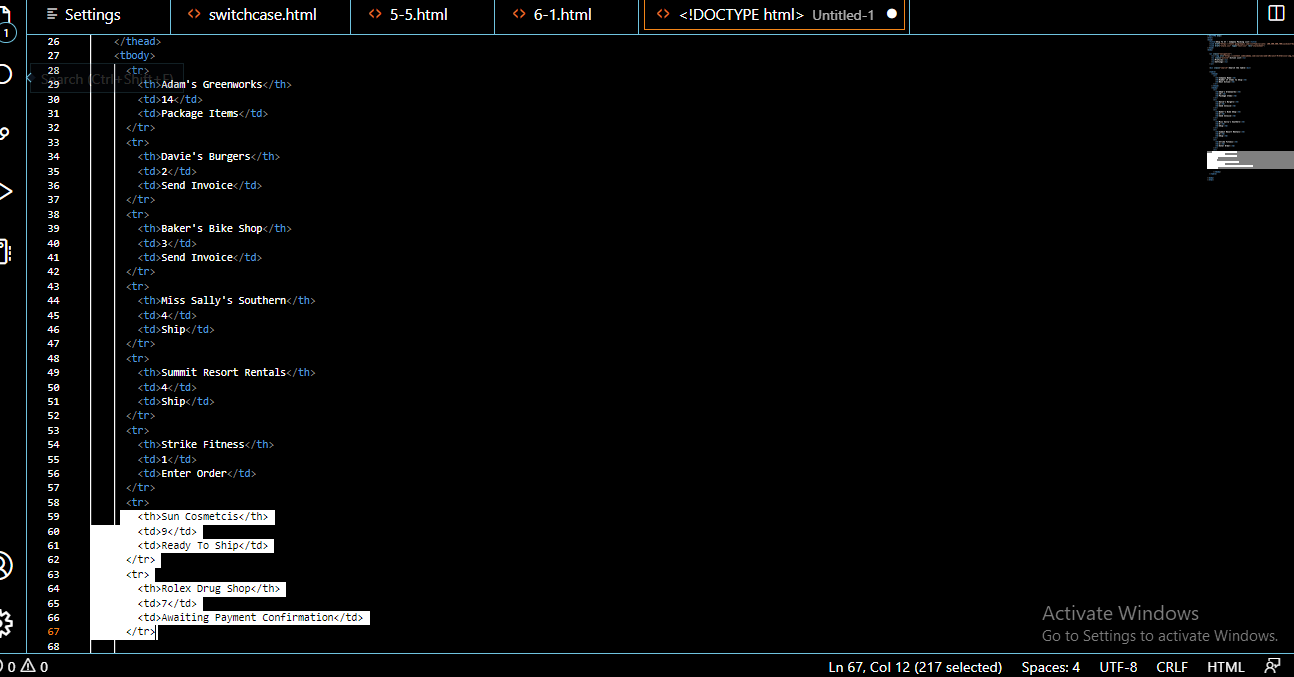 Settings switchcase.html 5-5.html 6-1.html <!DOCTYPE html> Untitled-1
1
26 </thead>
27 <tbody>
28 <tr>
Search (Ctrl+Shift+F)
29 <th>Adam's Greenworks</th>
30 <td>14</td>
31 <td>Package Items</td>
32 </tr>
33 <tr>
34 <th>Davie's Burgers</th>
35 <td>2</td>
36 <td>Send Invoice</td>
37 </tr>
38 <tr>
39 <th>Baker's Bike Shop</th>
40 <td>3</td>
41 <td>Send Invoice</td>
42 </tr>
43 <tr>
44 <th>Miss Sally's Southern</th>
45 <td>4</td>
46 <td>Ship</td>
47 </tr>
48 <tr>
49 <th>Summit Resort Rentals</th>
50 <td>4</td>
51 <td>Ship</td>
52 </tr>
53 <tr>
54 <th>Strike Fitness</th>
55 <td>1</td>
56 <td>Enter Order</td>
57 </tr>
58 <tr>
59 <th>Sun Cosmetcis</th>
60 <td>9</td>
61 <td>Ready To Ship</td>
62 </tr>
63 <tr>
64 <th>Rolex Drug Shop</th>
65 <td>7</td>
66 <td>Awaiting Payment Confirmation</td>
67 </tr>
68
Activate Windows
Go to Settings to activate Windows.
0 0 Ln 67, Col 12 (217 selected) Spaces: 4 UTF-8 CRLF HTML